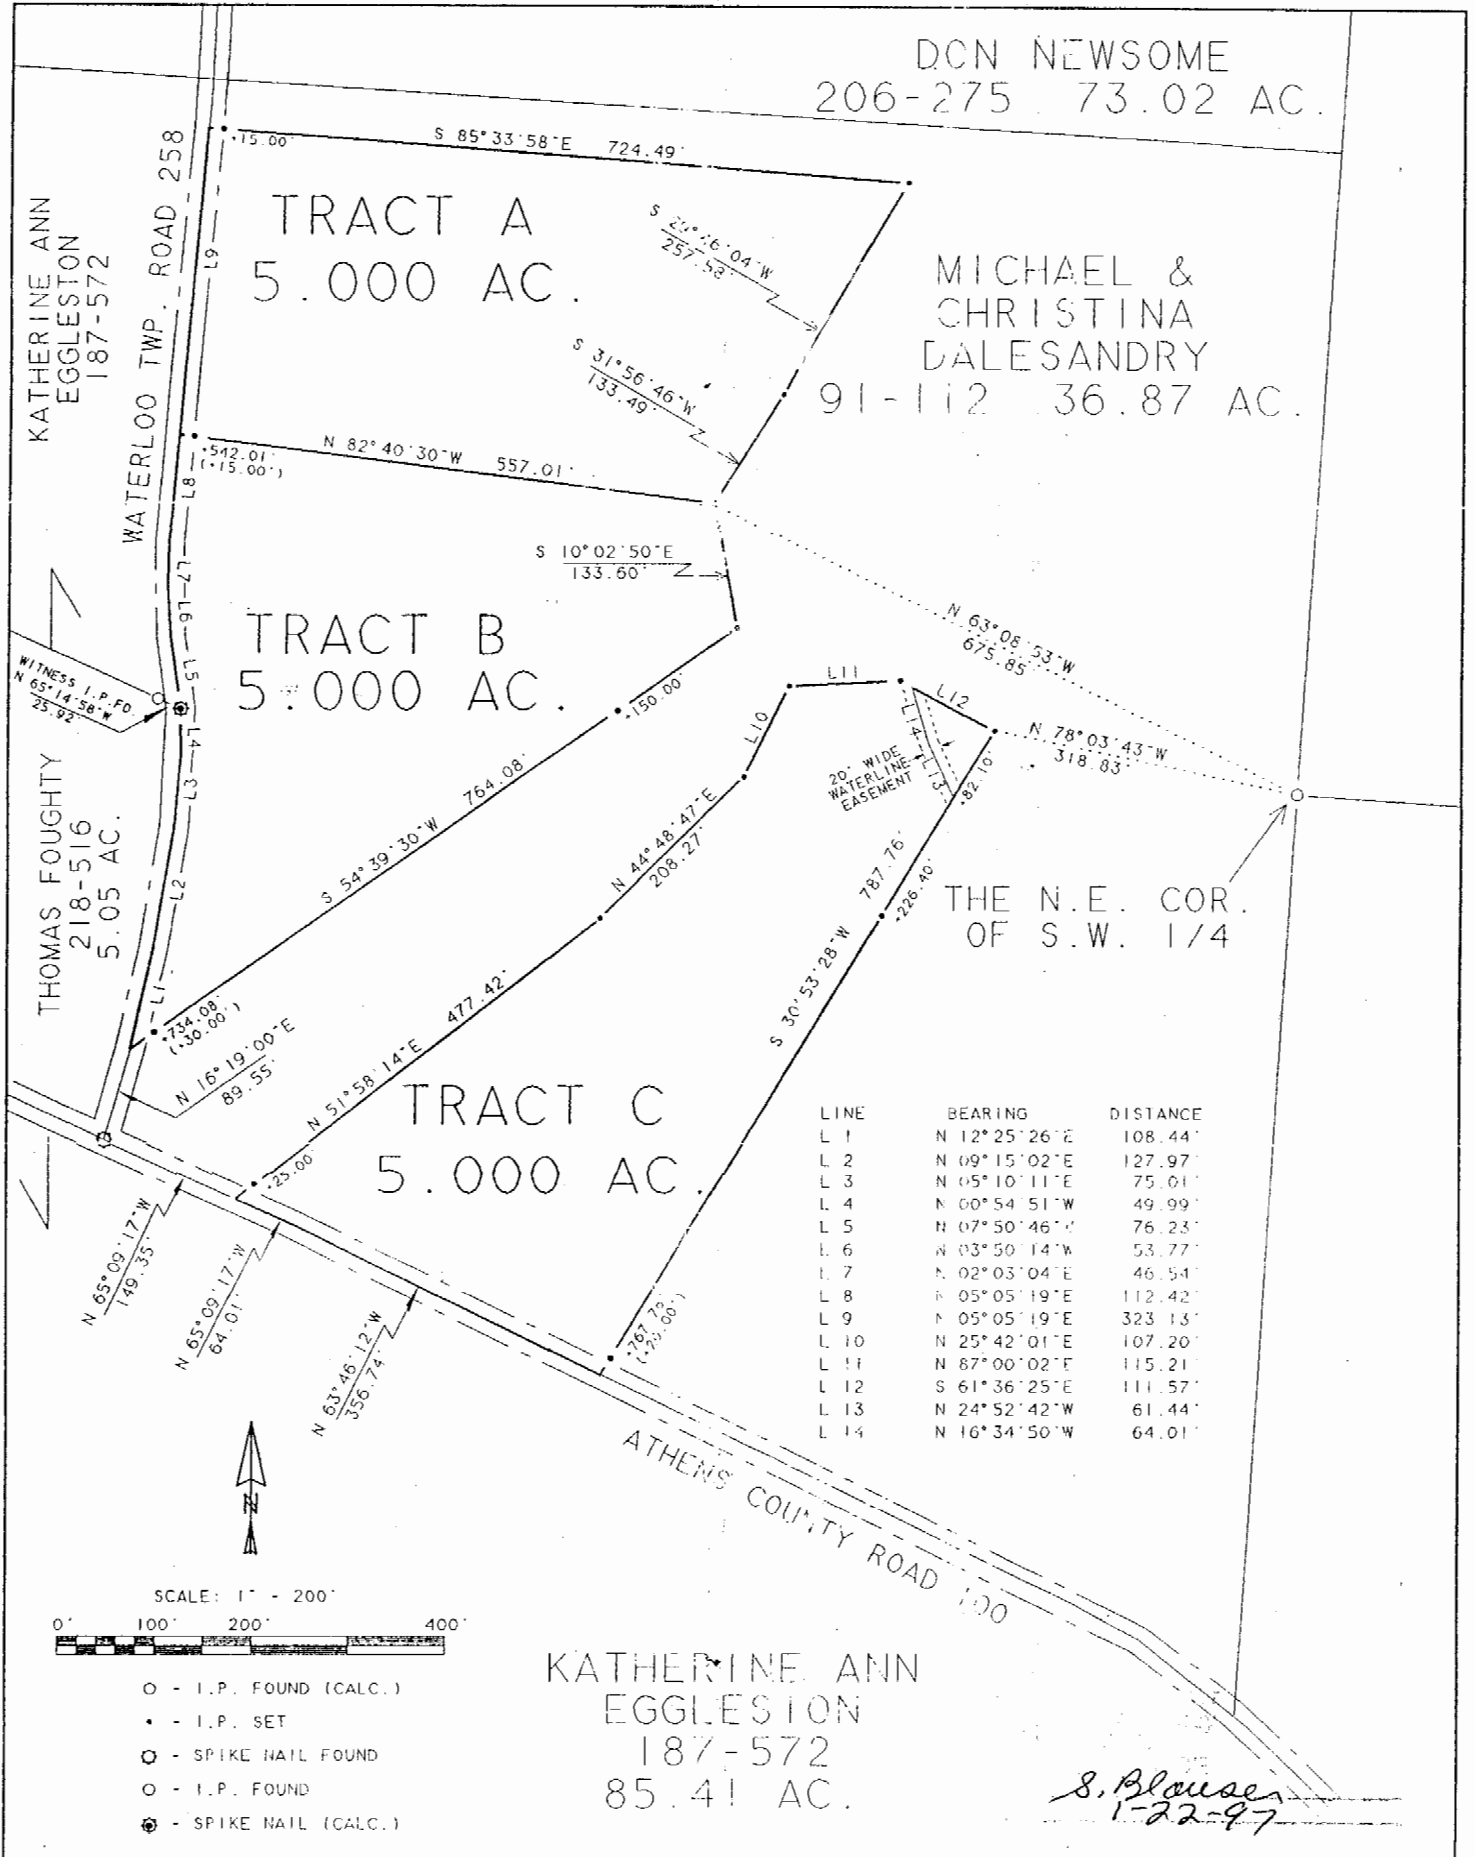 DON NEWSOME
206-275 73.02 AC.
S 85°33'58"E 724.49'
+15.00'
TRACT A
5.000 AC.
KATHERINE ANN
EGGLESTON
187-572
WATERLOO TWP. ROAD 258
L9
257.58'
S 31°56'46"W
133.49'
MICHAEL &
CHRISTINA
DALESANDRY
91-112 36.87 AC.
+542.01'
(+15.00')
N 82°40'30"W 557.01'
L8
L7
L6
L5
S 10°02'50"E
133.60'
TRACT B
5.000 AC.
N 63°08'53"W
675.85'
WITNESS I.P.FD.
N 65°14'58"W
25.92'
L4
L3
L2
L1
+150.00'
L11
L10
L12
L14
L13
20' WIDE
WATERLINE
EASEMENT
+82.10'
N 78°03'43"W
318.83'
THOMAS FOUGHTY
218-516
5.05 AC.
S 54°39'30"W 764.08'
N 44°48'47"E
208.27'
S 30°53'28"W 787.76'
+226.40'
THE N.E. COR.
OF S.W. 1/4
+734.08'
(+30.00')
N 16°19'00"E
89.55'
N 51°58'14"E 477.42'
TRACT C
5.000 AC.
+25.00'
N 65°09'17"W
149.35'
N 65°09'17"W
64.01'
N 63°46'12"W
356.74'
LINE BEARING DISTANCE
L 1 N 12°25'26"E 108.44'
L 2 N 09°15'02"E 127.97'
L 3 N 05°10'11"E 75.01'
L 4 N 00°54'51"W 49.99'
L 5 N 07°50'46" 76.23'
L 6 N 03°50'14"W 53.77'
L 7 N 02°03'04"E 46.54'
L 8 N 05°05'19"E 112.42'
L 9 N 05°05'19"E 323.13'
L 10 N 25°42'01"E 107.20'
L 11 N 87°00'02"E 115.21'
L 12 S 61°36'25"E 111.57'
L 13 N 24°52'42"W 61.44'
L 14 N 16°34'50"W 64.01'
ATHENS COUNTY ROAD 100
N
SCALE: 1" - 200'
0' 100' 200' 400'
O - I.P. FOUND (CALC.)
• - I.P. SET
O - SPIKE NAIL FOUND
O - I.P. FOUND
- SPIKE NAIL (CALC.)
KATHERINE ANN
EGGLESTON
187-572
85.41 AC.
S. Blouser
1-22-97